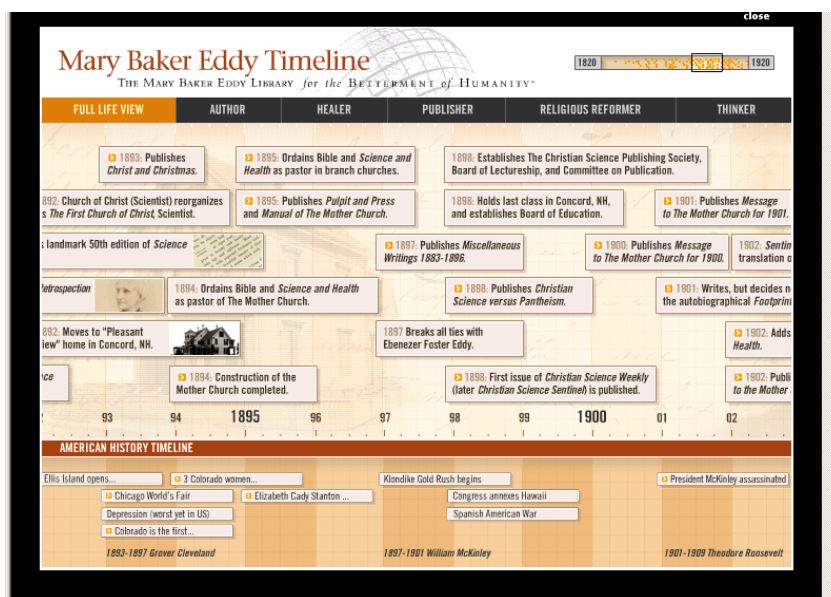 close
Mary Baker Eddy Timeline
THE MARY BAKER EDDY LIBRARY for the BETTERMENT of HUMANITY™
1820
1920
FULL LIFE VIEW
AUTHOR
HEALER
PUBLISHER
RELIGIOUS REFORMER
THINKER
1893: Publishes
Christ and Christmas.
1895: Ordains Bible and Science and
Health as pastor in branch churches.
1898: Establishes The Christian Science Publishing Society,
Board of Lectureship, and Committee on Publication.
892: Church of Christ (Scientist) reorganizes
s The First Church of Christ, Scientist.
1895: Publishes Pulpit and Press
and Manual of The Mother Church.
1898: Holds last class in Concord, NH,
and establishes Board of Education.
1901: Publishes Message
to The Mother Church for 1901.
s landmark 50th edition of Science
1897: Publishes Miscellaneous
Writings 1883-1896.
1900: Publishes Message
to The Mother Church for 1900.
1902: Sentin
translation o
Retrospection
1894: Ordains Bible and Science and Health
as pastor of The Mother Church.
1898: Publishes Christian
Science versus Pantheism.
1901: Writes, but decides n
the autobiographical Footprin
892: Moves to "Pleasant
iew" home in Concord, NH.
1897 Breaks all ties with
Ebenezer Foster Eddy.
1902: Adds
Health.
nce
1894: Construction of the
Mother Church completed.
1898: First issue of Christian Science Weekly
(later Christian Science Sentinel) is published.
1902: Publi
to the Mother
93 94 1895 96 97 98 99 1900 01 02
AMERICAN HISTORY TIMELINE
Ellis Island opens...
3 Colorado women...
Klondike Gold Rush begins
President McKinley assassinated
Chicago World's Fair
Elizabeth Cady Stanton ...
Congress annexes Hawaii
Depression (worst yet in US)
Spanish American War
Colorado is the first...
1893-1897 Grover Cleveland
1897-1901 William McKinley
1901-1909 Theodore Roosevelt